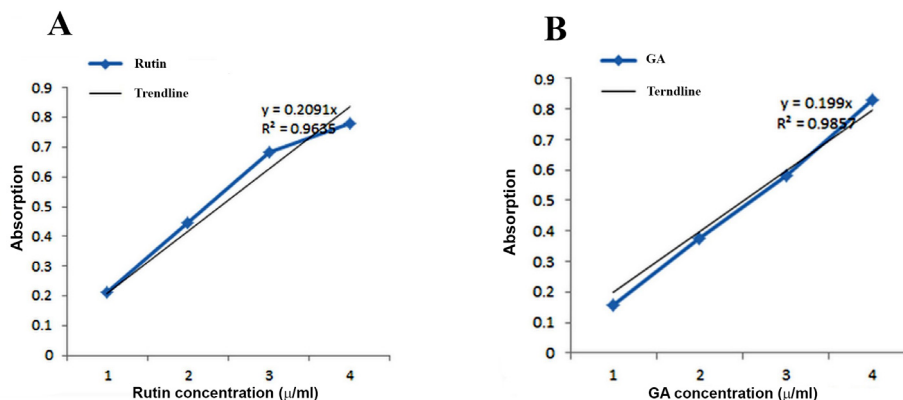 A
Rutin
Trendline
y = 0.2091x
R² = 0.9635
0.9
0.8
0.7
0.6
0.5
0.4
0.3
0.2
0.1
0
Absorption
1 2 3 4
Rutin concentration (μ/ml)
B
GA
Terndline
y = 0.199x
R² = 0.9857
0.9
0.8
0.7
0.6
0.5
0.4
0.3
0.2
0.1
0
Absorption
1 2 3 4
GA concentration (μ/ml)